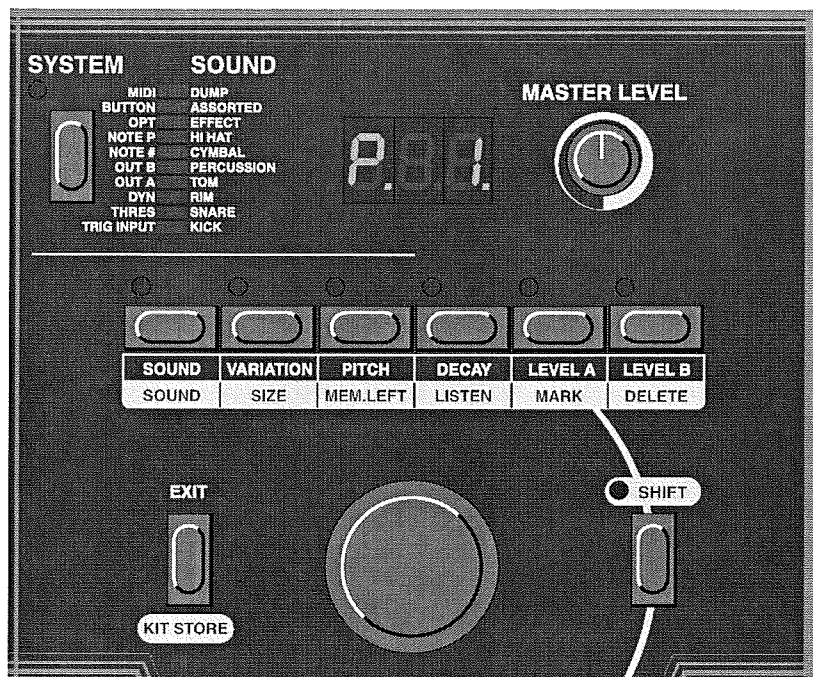 SYSTEM SOUND
MASTER LEVEL
MIDI DUMP
BUTTON ASSORTED
OPT EFFECT
NOTE P HI HAT
NOTE # CYMBAL
OUT B PERCUSSION
OUT A TOM
DYN RIM
THRES SNARE
TRIG INPUT KICK
P. 1.
SOUND VARIATION PITCH DECAY LEVEL A LEVEL B
SOUND SIZE MEM.LEFT LISTEN MARK DELETE
EXIT
SHIFT
KIT STORE